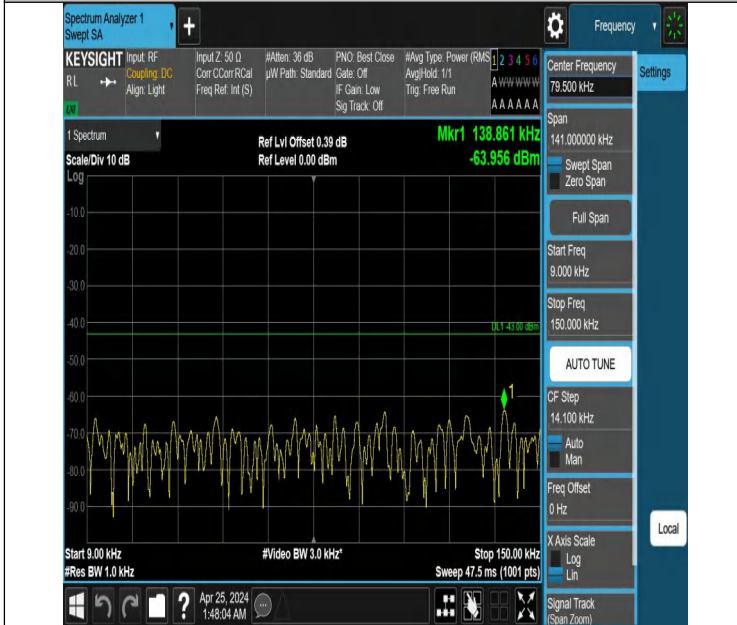 Spectrum Analyzer 1
Swept SA
+
Frequency
KEYSIGHT
RL
Input: RF
Coupling: DC
Align: Light
Input Z: 50 Ω
Corr CCorr RCal
Freq Ref: Int (S)
#Atten: 36 dB
µW Path: Standard
PNO: Best Close
Gate: Off
IF Gain: Low
Sig Track: Off
#Avg Type: Power (RMS
Avg|Hold: 1/1
Trig: Free Run
1 2 3 4 5 6
A W W W W W
A A A A A A
1 Spectrum
Scale/Div 10 dB
Ref Lvl Offset 0.39 dB
Ref Level 0.00 dBm
Mkr1 138.861 kHz
-63.956 dBm
Log
-10.0
-20.0
-30.0
-40.0
-50.0
-60.0
-70.0
-80.0
-90.0
DL1 -43.00 dBm
1
Start 9.00 kHz
#Res BW 1.0 kHz
#Video BW 3.0 kHz*
Stop 150.00 kHz
Sweep 47.5 ms (1001 pts)
?
Apr 25, 2024
1:48:04 AM
Center Frequency
79.500 kHz
Settings
Span
141.000000 kHz
Swept Span
Zero Span
Full Span
Start Freq
9.000 kHz
Stop Freq
150.000 kHz
AUTO TUNE
CF Step
14.100 kHz
Auto
Man
Freq Offset
0 Hz
X Axis Scale
Log
Lin
Local
Signal Track
(Span Zoom)